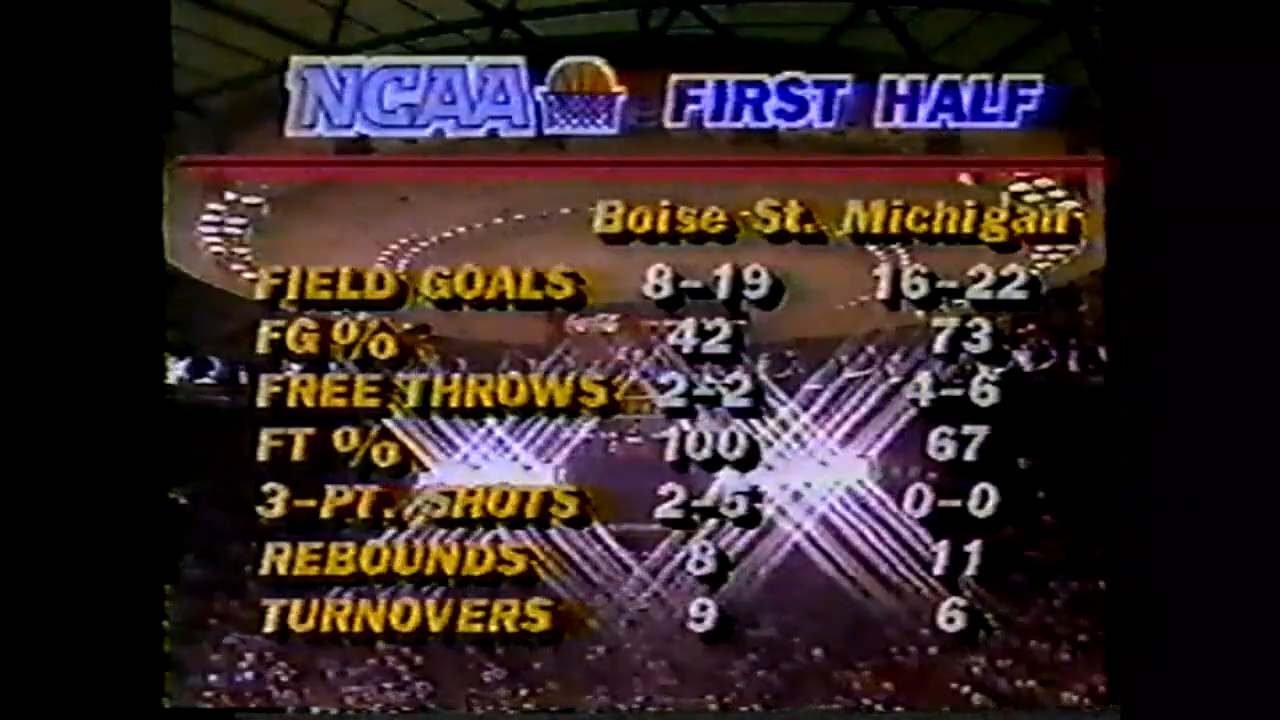 NCAA FIRST HALF
Boise St. Michigan
FIELD GOALS 8-19 16-22
FG % 42 73
FREE THROWS 2-2 4-6
FT % 100 67
3-PT. SHOTS 2-5 0-0
REBOUNDS 8 11
TURNOVERS 9 6